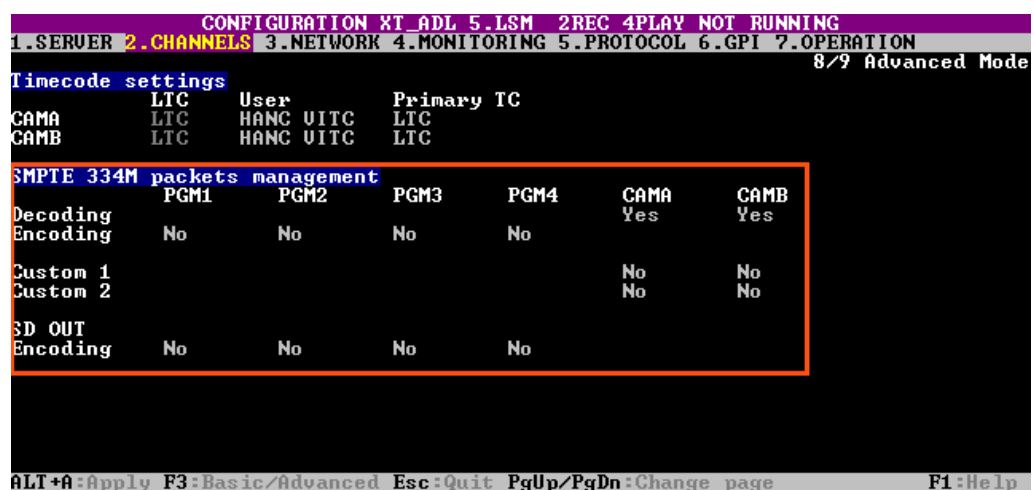 CONFIGURATION XT_ADL 5.LSM 2REC 4PLAY NOT RUNNING
1.SERVER 2.CHANNELS 3.NETWORK 4.MONITORING 5.PROTOCOL 6.GPI 7.OPERATION
8/9 Advanced Mode
Timecode settings
LTC User Primary TC
CAMA LTC HANC VITC LTC
CAMB LTC HANC VITC LTC
SMPTE 334M packets management
PGM1 PGM2 PGM3 PGM4 CAMA CAMB
Decoding Yes Yes
Encoding No No No No
Custom 1 No No
Custom 2 No No
SD OUT
Encoding No No No No
ALT+A:Apply F3:Basic/Advanced Esc:Quit PgUp/PgDn:Change page F1:Help